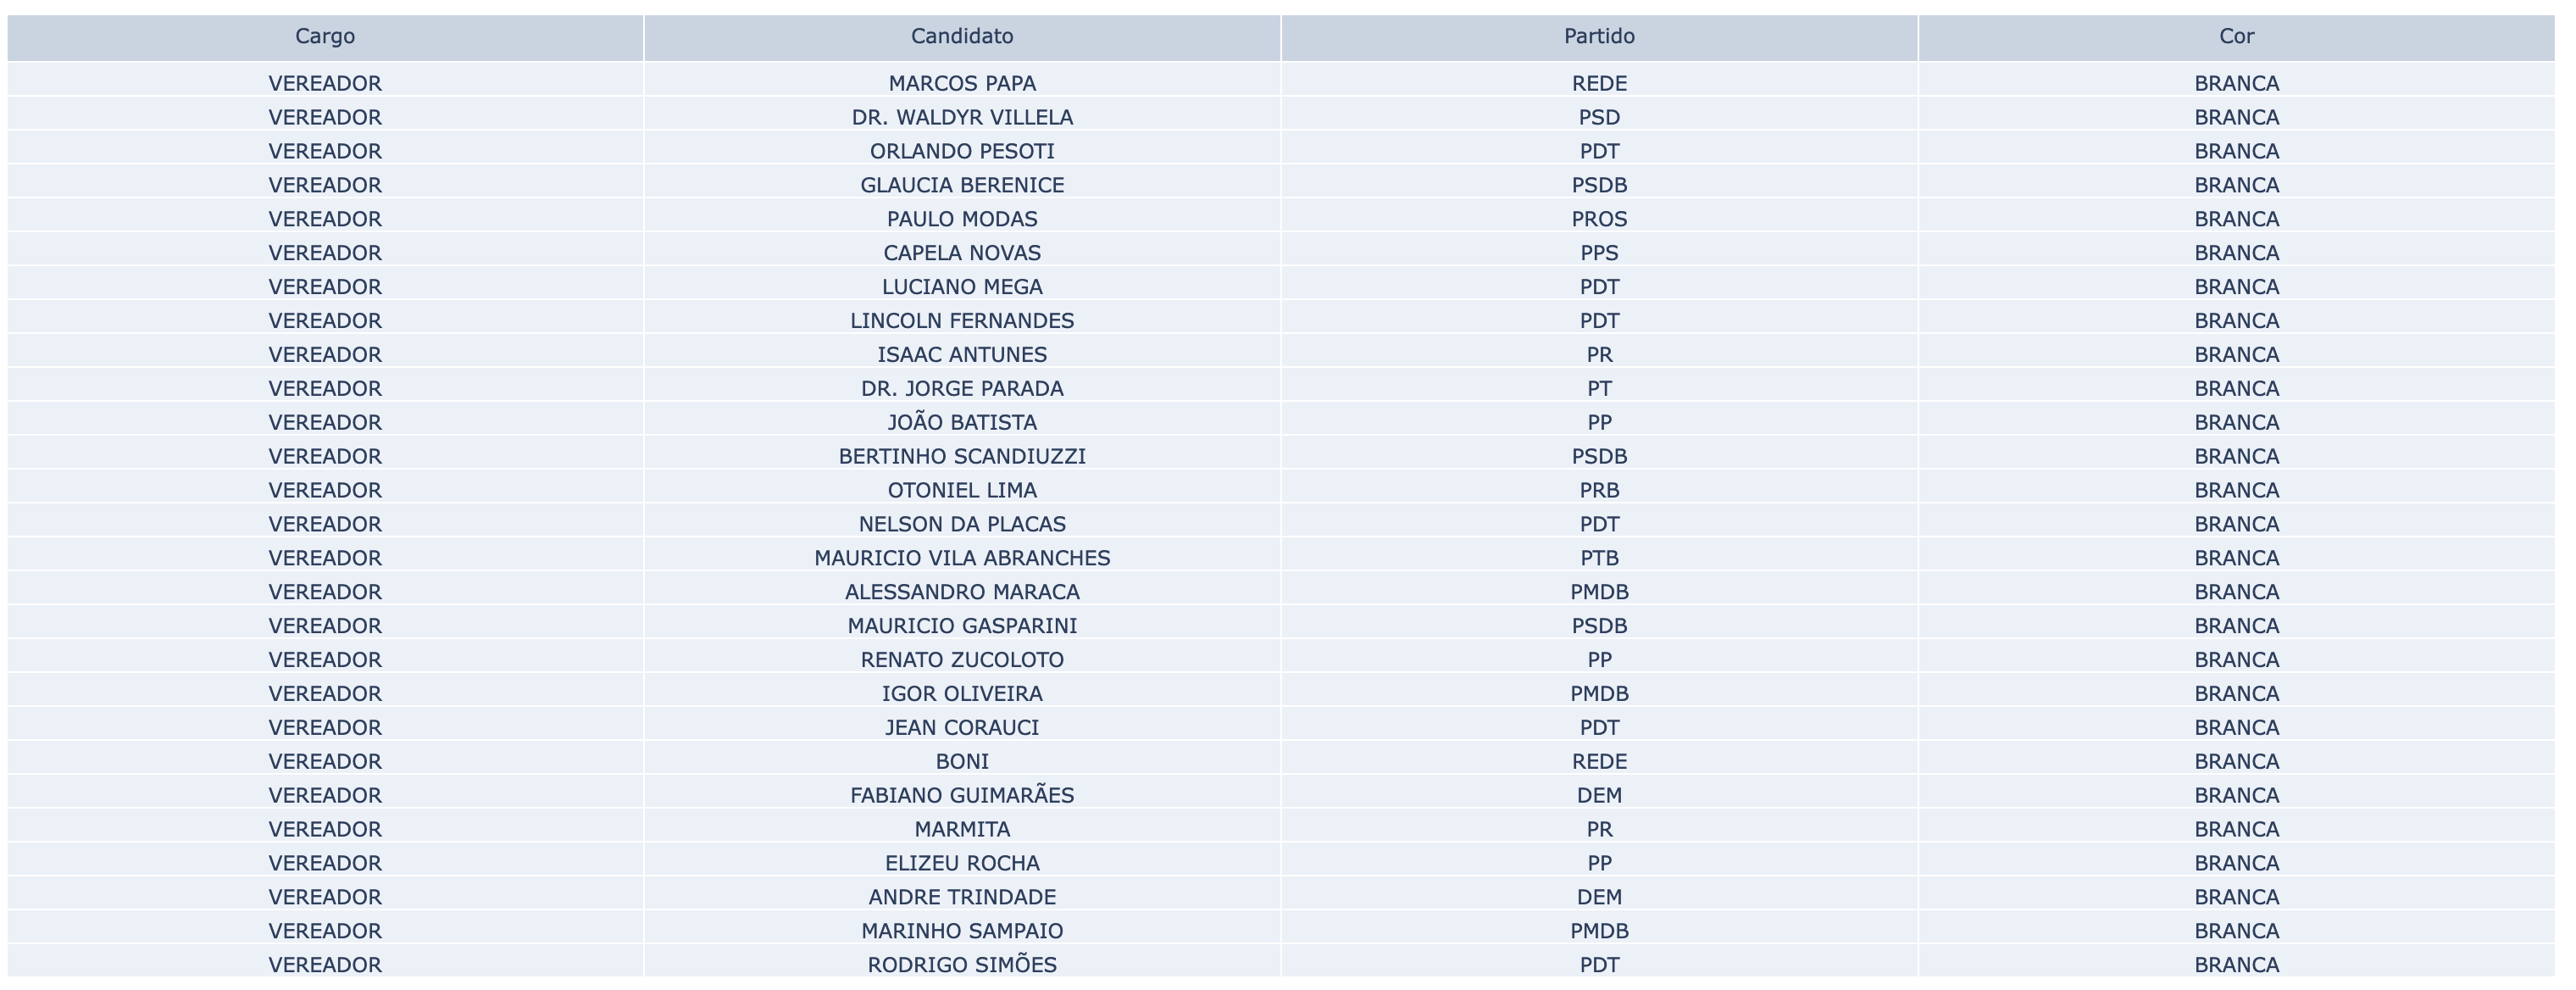 Cargo Candidato Partido Cor
VEREADOR MARCOS PAPA REDE BRANCA
VEREADOR DR. WALDYR VILLELA PSD BRANCA
VEREADOR ORLANDO PESOTI PDT BRANCA
VEREADOR GLAUCIA BERENICE PSDB BRANCA
VEREADOR PAULO MODAS PROS BRANCA
VEREADOR CAPELA NOVAS PPS BRANCA
VEREADOR LUCIANO MEGA PDT BRANCA
VEREADOR LINCOLN FERNANDES PDT BRANCA
VEREADOR ISAAC ANTUNES PR BRANCA
VEREADOR DR. JORGE PARADA PT BRANCA
VEREADOR JOÃO BATISTA PP BRANCA
VEREADOR BERTINHO SCANDIUZZI PSDB BRANCA
VEREADOR OTONIEL LIMA PRB BRANCA
VEREADOR NELSON DA PLACAS PDT BRANCA
VEREADOR MAURICIO VILA ABRANCHES PTB BRANCA
VEREADOR ALESSANDRO MARACA PMDB BRANCA
VEREADOR MAURICIO GASPARINI PSDB BRANCA
VEREADOR RENATO ZUCOLOTO PP BRANCA
VEREADOR IGOR OLIVEIRA PMDB BRANCA
VEREADOR JEAN CORAUCI PDT BRANCA
VEREADOR BONI REDE BRANCA
VEREADOR FABIANO GUIMARÃES DEM BRANCA
VEREADOR MARMITA PR BRANCA
VEREADOR ELIZEU ROCHA PP BRANCA
VEREADOR ANDRE TRINDADE DEM BRANCA
VEREADOR MARINHO SAMPAIO PMDB BRANCA
VEREADOR RODRIGO SIMÕES PDT BRANCA